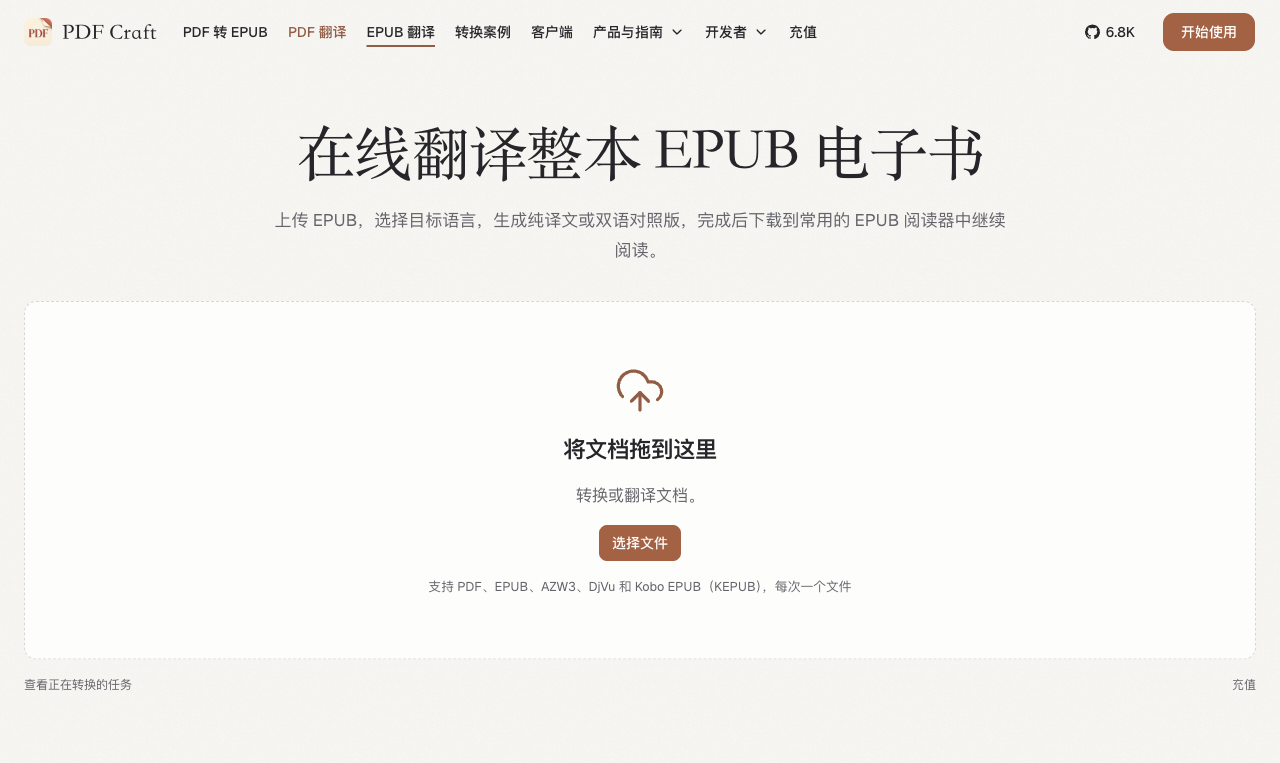 PDF PDF Craft PDF 转 EPUB PDF 翻译 EPUB 翻译 转换案例 客户端 产品与指南 开发者 充值 6.8K 开始使用
在线翻译整本 EPUB 电子书
上传 EPUB，选择目标语言，生成纯译文或双语对照版，完成后下载到常用的 EPUB 阅读器中继续
阅读。
将文档拖到这里
转换或翻译文档。
选择文件
支持 PDF、EPUB、AZW3、DjVu 和 Kobo EPUB（KEPUB），每次一个文件
查看正在转换的任务 充值